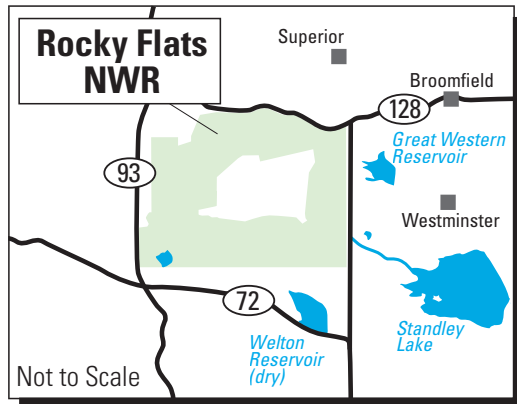 Rocky Flats
NWR
Superior
Broomfield
128
Great Western
Reservoir
93
Westminster
72
Welton
Reservoir
(dry)
Standley
Lake
Not to Scale